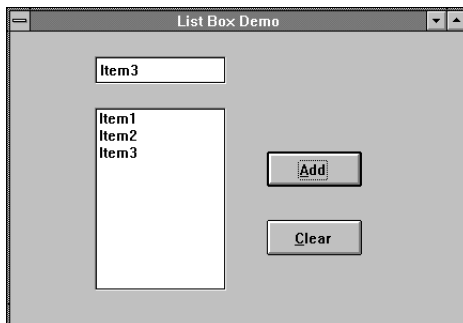 List Box Demo
Item3
Item1
Item2
Item3
Add
Clear